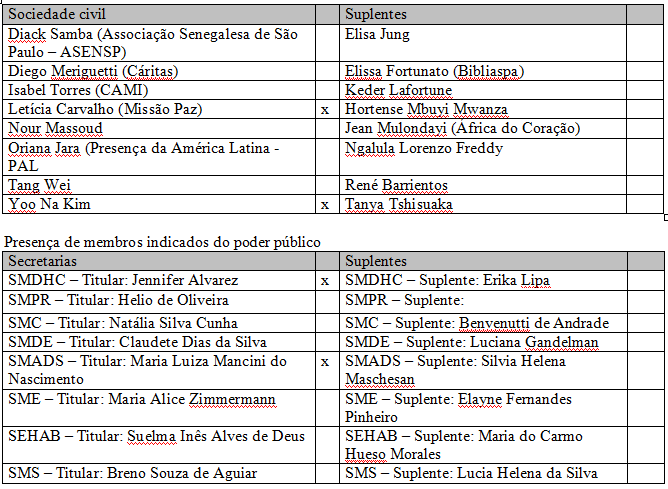 Sociedade civil Suplentes
Diack Samba (Associação Senegalesa de São Elisa Jung
Paulo – ASENSP)
Diego Meriguetti (Cáritas) Elissa Fortunato (Bibliaspa)
Isabel Torres (CAMI) Keder Lafortune
Letícia Carvalho (Missão Paz) x Hortense Mbuyi Mwanza
Nour Massoud Jean Mulondayi (África do Coração)
Oriana Jara (Presença da América Latina - Ngalula Lorenzo Freddy
PAL
Tang Wei René Barrientos
Yoo Na Kim x Tanya Tshisuaka
Presença de membros indicados do poder público
Secretarias Suplentes
SMDHC – Titular: Jennifer Alvarez x SMDHC – Suplente: Erika Lipa
SMPR – Titular: Helio de Oliveira SMPR – Suplente:
SMC – Titular: Natália Silva Cunha SMC – Suplente: Benvenutti de Andrade
SMDE – Titular: Claudete Dias da Silva SMDE – Suplente: Luciana Gandelman
SMADS – Titular: Maria Luiza Mancini do x SMADS – Suplente: Silvia Helena
Nascimento Maschesan
SME – Titular: Maria Alice Zimmermann SME – Suplente: Elayne Fernandes
Pinheiro
SEHAB – Titular: Suelma Inês Alves de Deus SEHAB – Suplente: Maria do Carmo
Hueso Morales
SMS – Titular: Breno Souza de Aguiar SMS – Suplente: Lucia Helena da Silva